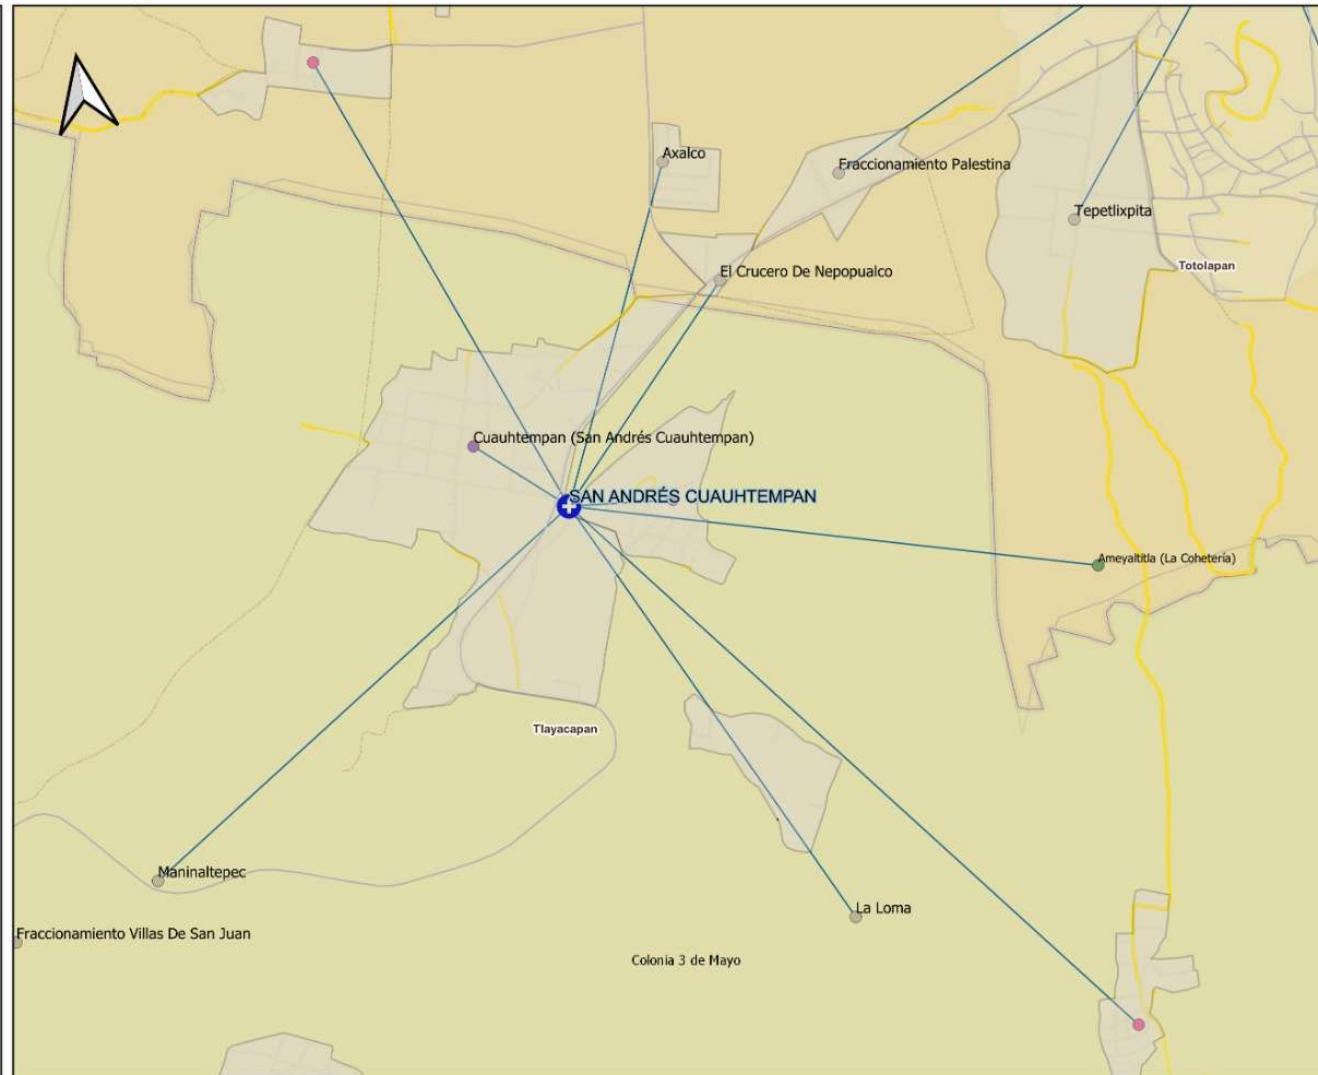 Axalco
Fraccionamiento Palestina
Tepetlixpita
Totolapan
El Crucero De Nepopualco
Cuauhtempan (San Andrés Cuauhtempan)
SAN ANDRÉS CUAUHTEMPAN
Ameyaltitla (La Cohetería)
Tlayacapan
Maninaltepec
La Loma
Fraccionamiento Villas De San Juan
Colonia 3 de Mayo